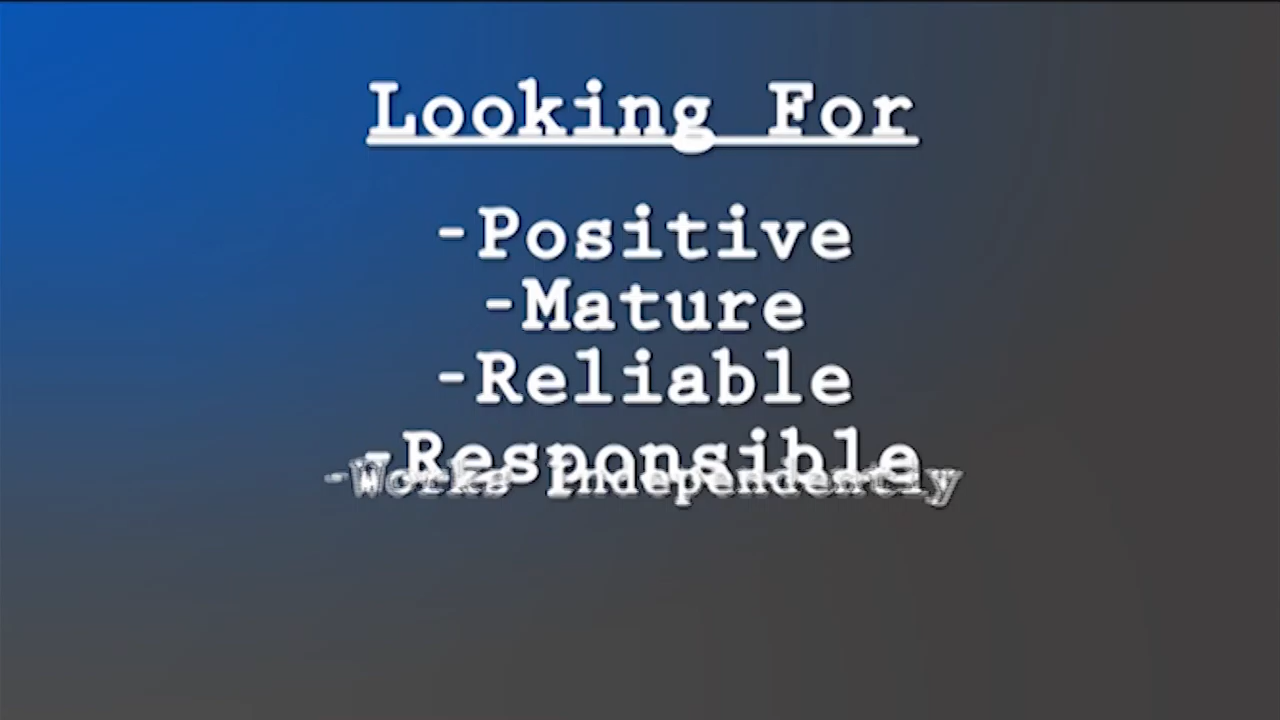 Looking For
-Positive
-Mature
-Reliable
-Responsible
-Works Independently